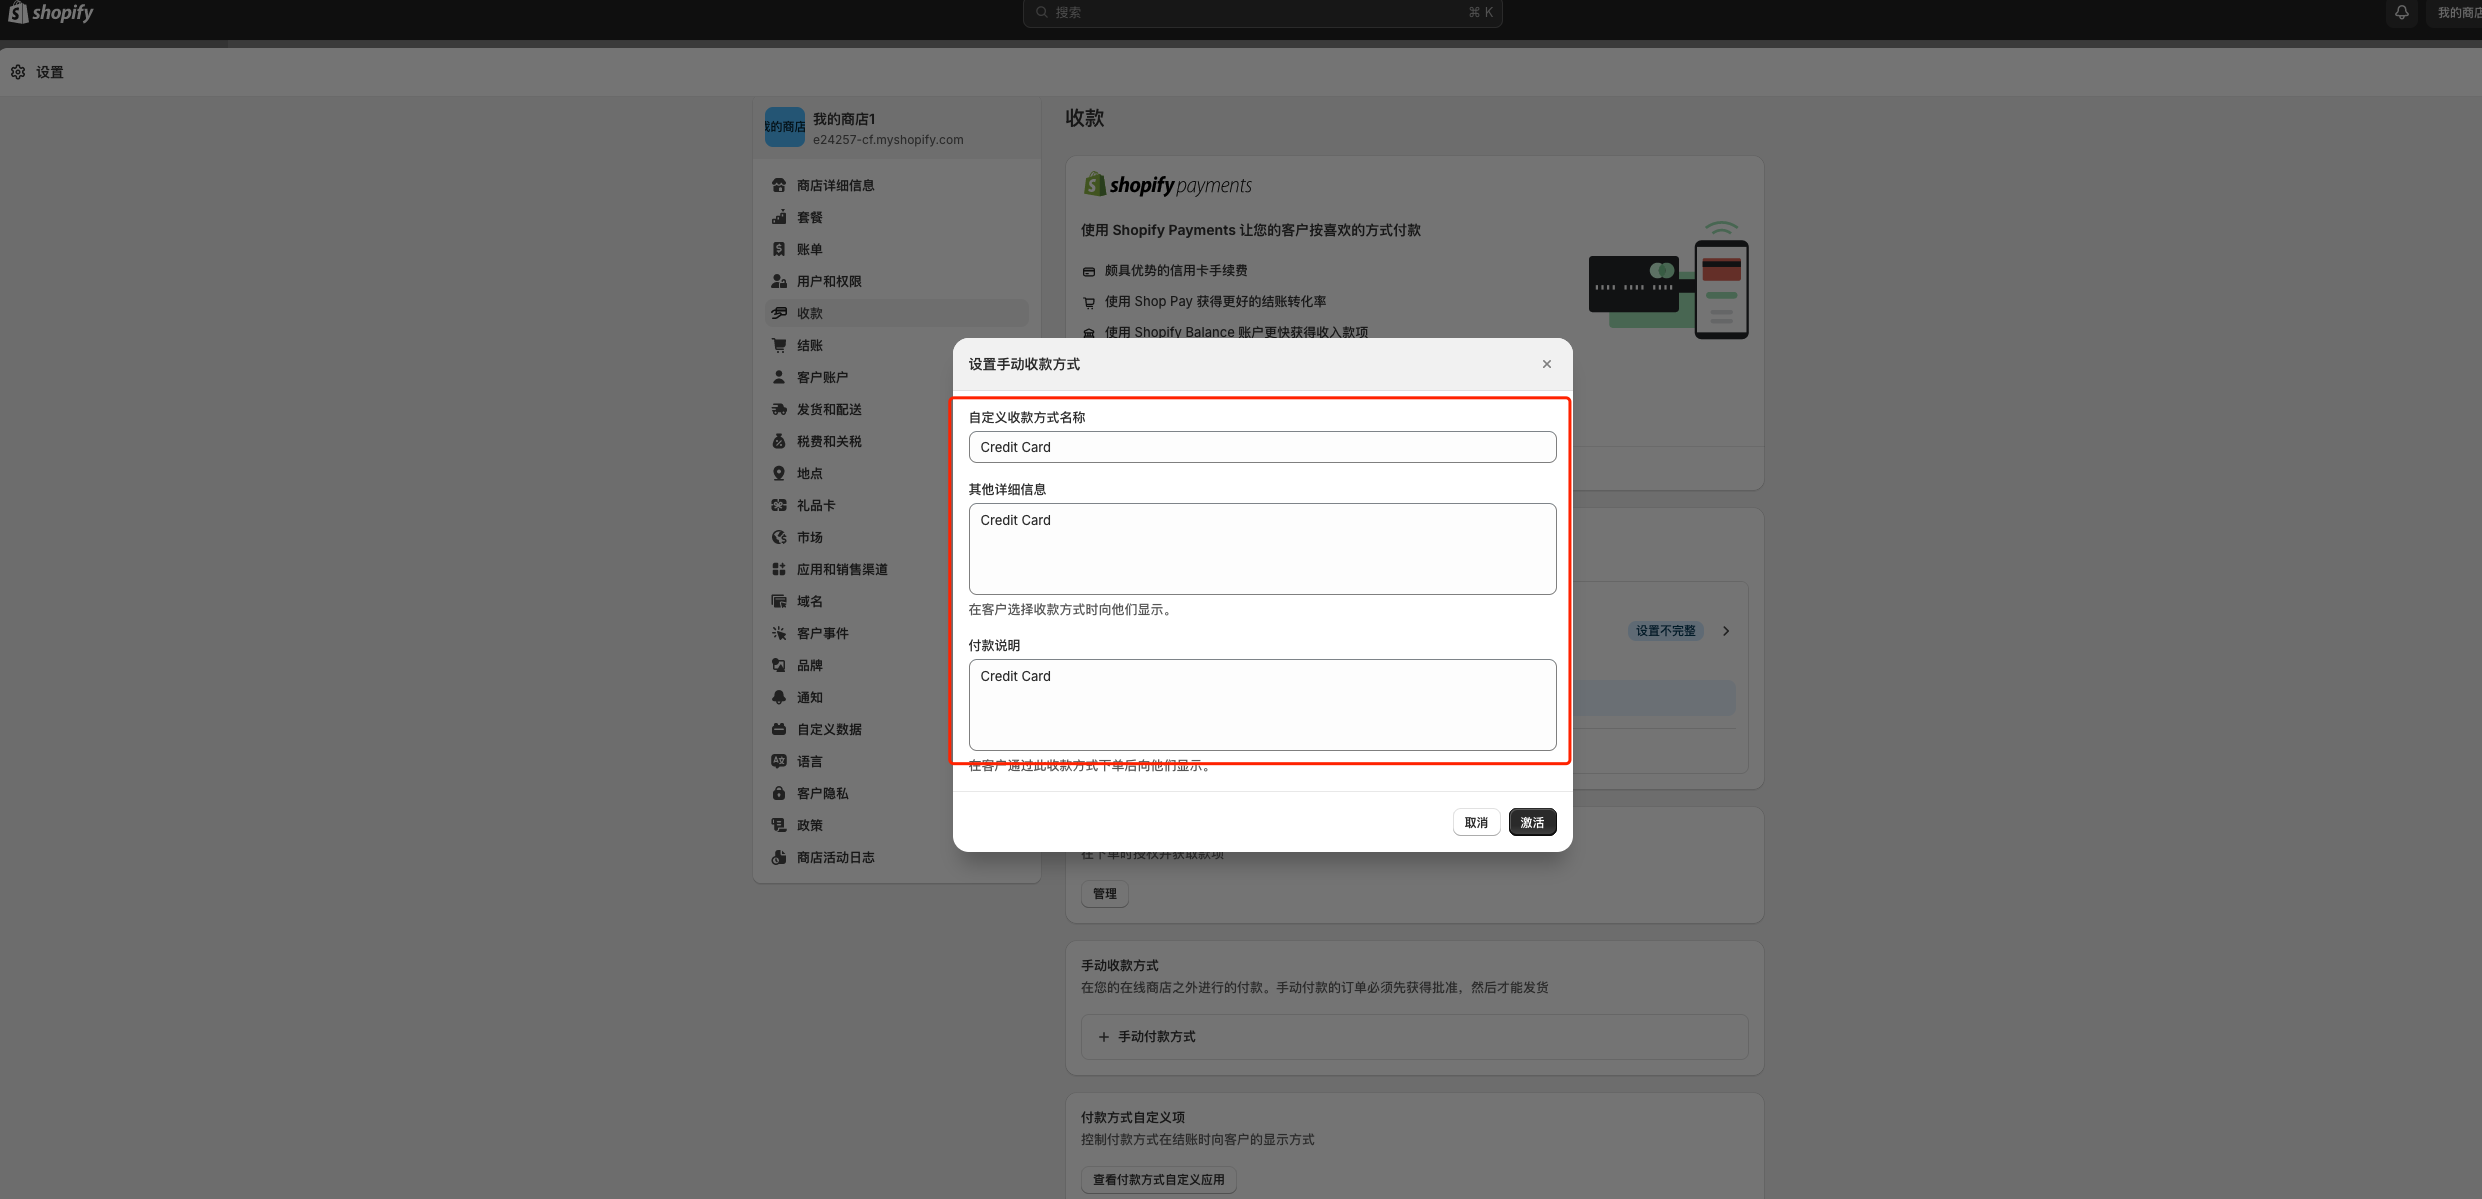 shopify
搜索
⌘ K
我的商店
设置
我的商店
我的商店1
e24257-cf.myshopify.com
商店详细信息
套餐
账单
用户和权限
收款
结账
客户账户
发货和配送
税费和关税
地点
礼品卡
市场
应用和销售渠道
域名
客户事件
品牌
通知
自定义数据
语言
客户隐私
政策
商店活动日志
收款
shopify payments
使用 Shopify Payments 让您的客户按喜欢的方式付款
颇具优势的信用卡手续费
使用 Shop Pay 获得更好的结账转化率
使用 Shopify Balance 账户更快获得收入款项
设置手动收款方式
自定义收款方式名称
Credit Card
其他详细信息
Credit Card
在客户选择收款方式时向他们显示。
付款说明
Credit Card
在客户通过此收款方式下单后向他们显示。
取消
激活
设置不完整
在下单时授权并获取款项
管理
手动收款方式
在您的在线商店之外进行的付款。手动付款的订单必须先获得批准，然后才能发货
手动付款方式
付款方式自定义项
控制付款方式在结账时向客户的显示方式
查看付款方式自定义应用